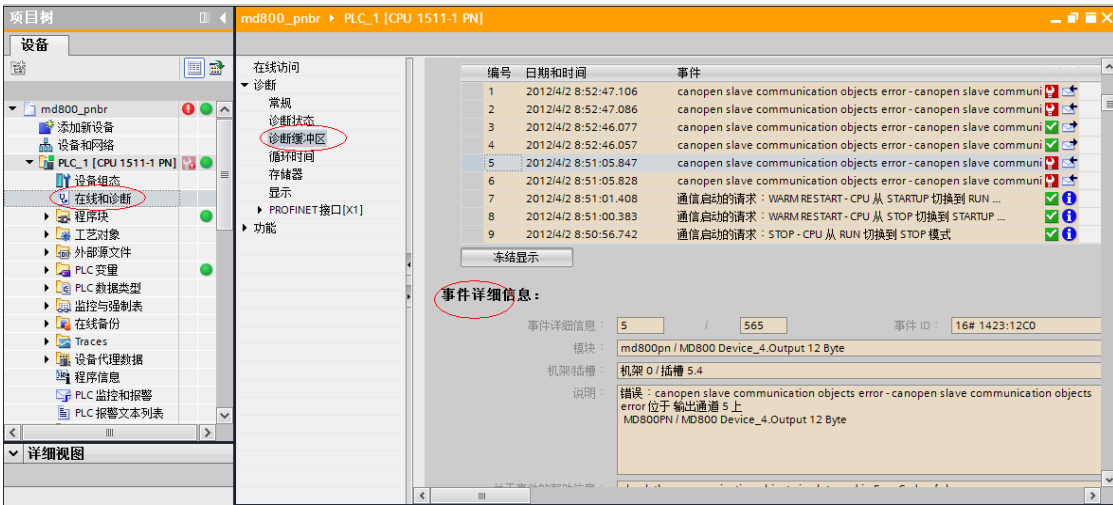 项目树
md800_pnbr ▸ PLC_1 [CPU 1511-1 PN]
设备
md800_pnbr
添加新设备
设备和网络
PLC_1 [CPU 1511-1 PN]
设备组态
在线和诊断
程序块
工艺对象
外部源文件
PLC 变量
PLC 数据类型
监控与强制表
在线备份
Traces
设备代理数据
程序信息
PLC 监控和报警
PLC 报警文本列表
详细视图
在线访问
诊断
常规
诊断状态
诊断缓冲区
循环时间
存储器
显示
PROFINET 接口 [X1]
功能
编号 日期和时间 事件
1 2012/4/2 8:52:47.106 canopen slave communication objects error - canopen slave communi
2 2012/4/2 8:52:47.086 canopen slave communication objects error - canopen slave communi
3 2012/4/2 8:52:46.077 canopen slave communication objects error - canopen slave communi
4 2012/4/2 8:52:46.057 canopen slave communication objects error - canopen slave communi
5 2012/4/2 8:51:05.847 canopen slave communication objects error - canopen slave communi
6 2012/4/2 8:51:05.828 canopen slave communication objects error - canopen slave communi
7 2012/4/2 8:51:01.408 通信启动的请求：WARM RESTART - CPU 从 STARTUP 切换到 RUN ...
8 2012/4/2 8:51:00.383 通信启动的请求：WARM RESTART - CPU 从 STOP 切换到 STARTUP ...
9 2012/4/2 8:50:56.742 通信启动的请求：STOP - CPU 从 RUN 切换到 STOP 模式
冻结显示
事件详细信息：
事件详细信息： 5 / 565 事件 ID： 16# 1423:12C0
模块： md800pn / MD800 Device_4.Output 12 Byte
机架/插槽： 机架 0 / 插槽 5.4
说明： 错误：canopen slave communication objects error - canopen slave communication objects
error 位于 输出通道 5 上
MD800PN / MD800 Device_4.Output 12 Byte